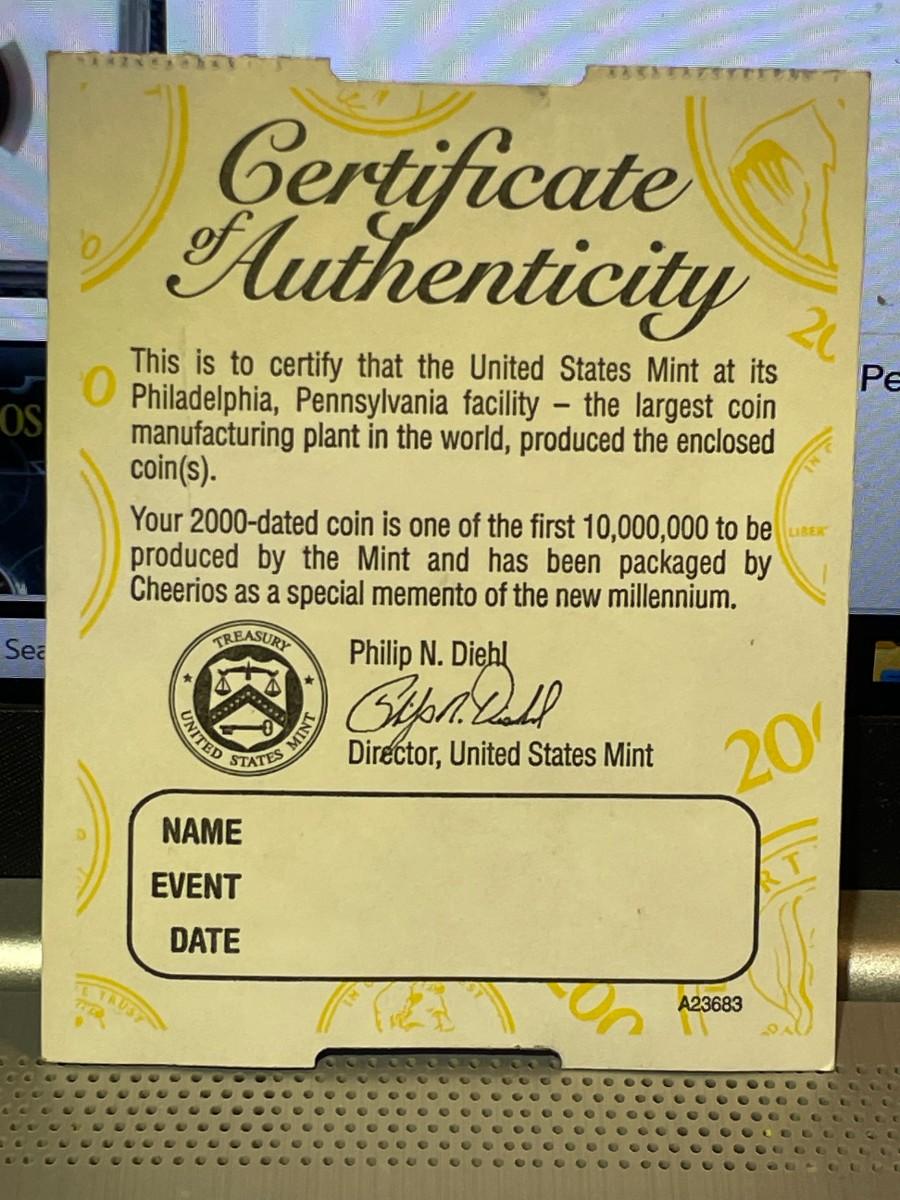 Certificate
of Authenticity
This is to certify that the United States Mint at its
Philadelphia, Pennsylvania facility – the largest coin
manufacturing plant in the world, produced the enclosed
coin(s).
Your 2000-dated coin is one of the first 10,000,000 to be
produced by the Mint and has been packaged by
Cheerios as a special memento of the new millennium.
TREASURY
UNITED STATES MINT
Philip N. Diehl
Philip N. Diehl
Director, United States Mint
NAME
EVENT
DATE
A23683